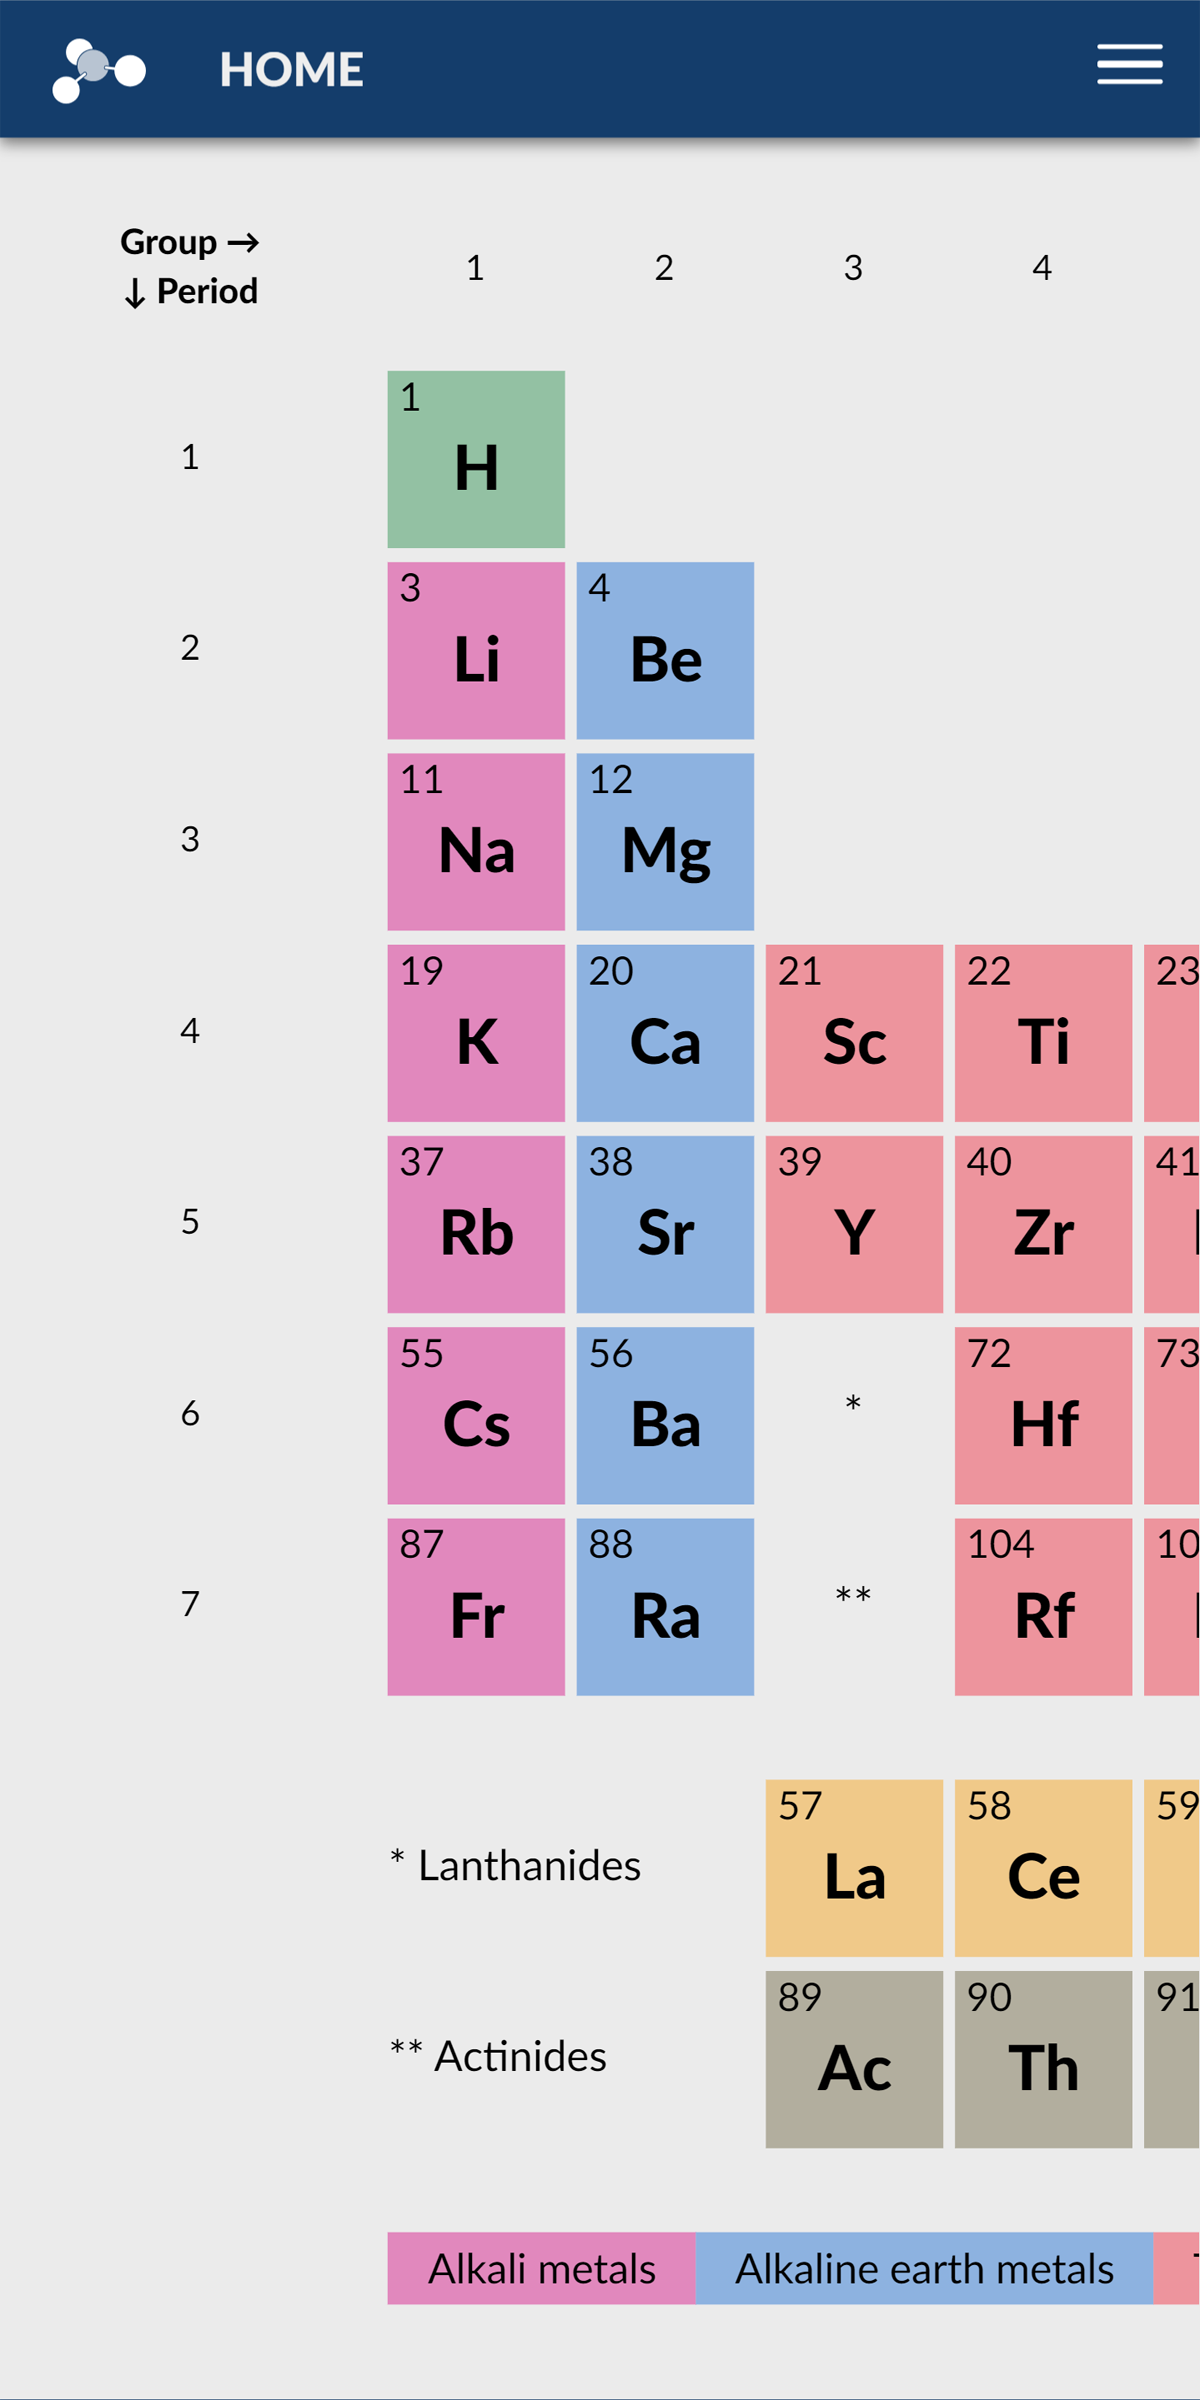 HOME
Group →
↓ Period
1 2 3 4
1
1
H
2
3 4
Li Be
3
11 12
Na Mg
4
19 20 21 22 23
K Ca Sc Ti
5
37 38 39 40 41
Rb Sr Y Zr
6
55 56 72 73
Cs Ba * Hf
7
87 88 104 10
Fr Ra ** Rf
57 58 59
* Lanthanides La Ce
89 90 91
** Actinides Ac Th
Alkali metals Alkaline earth metals